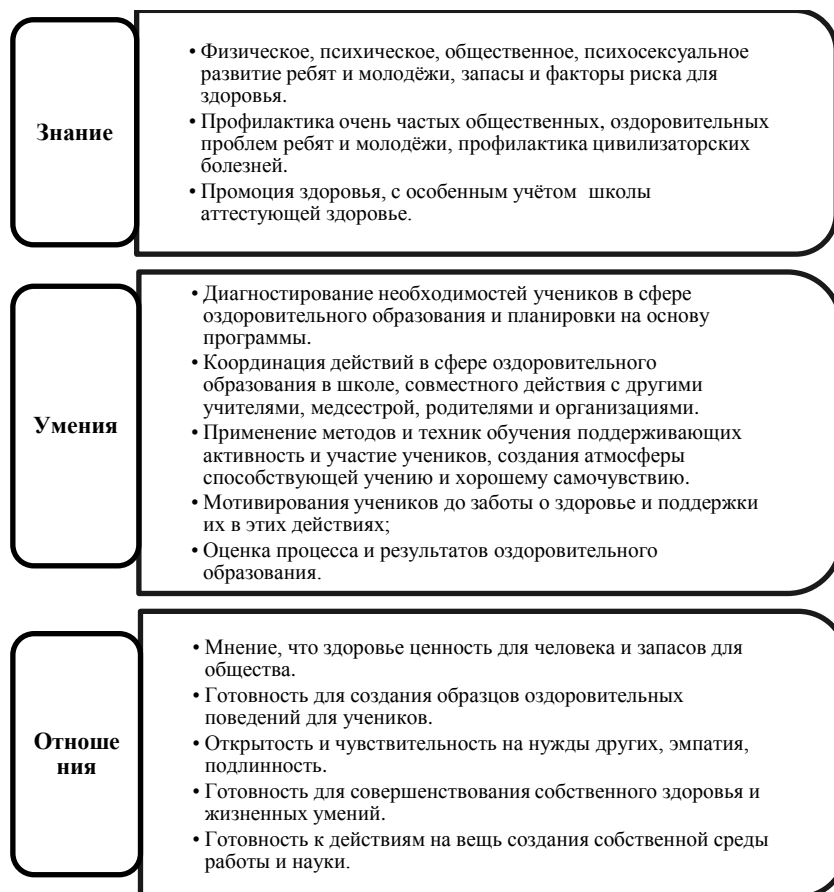 Знание
• Физическое, психическое, общественное, психосексуальное
развитие ребят и молодёжи, запасы и факторы риска для
здоровья.
• Профилактика очень частых общественных, оздоровительных
проблем ребят и молодёжи, профилактика цивилизаторских
болезней.
• Промоция здоровья, с особенным учётом школы
аттестующей здоровье.
Умения
• Диагностирование необходимостей учеников в сфере
оздоровительного образования и планировки на основу
программы.
• Координация действий в сфере оздоровительного
образования в школе, совместного действия с другими
учителями, медсестрой, родителями и организациями.
• Применение методов и техник обучения поддерживающих
активность и участие учеников, создания атмосферы
способствующей учению и хорошему самочувствию.
• Мотивирования учеников до заботы о здоровье и поддержки
их в этих действиях;
• Оценка процесса и результатов оздоровительного
образования.
Отноше
ния
• Мнение, что здоровье ценность для человека и запасов для
общества.
• Готовность для создания образцов оздоровительных
поведений для учеников.
• Открытость и чувствительность на нужды других, эмпатия,
подлинность.
• Готовность для совершенствования собственного здоровья и
жизненных умений.
• Готовность к действиям на вещь создания собственной среды
работы и науки.